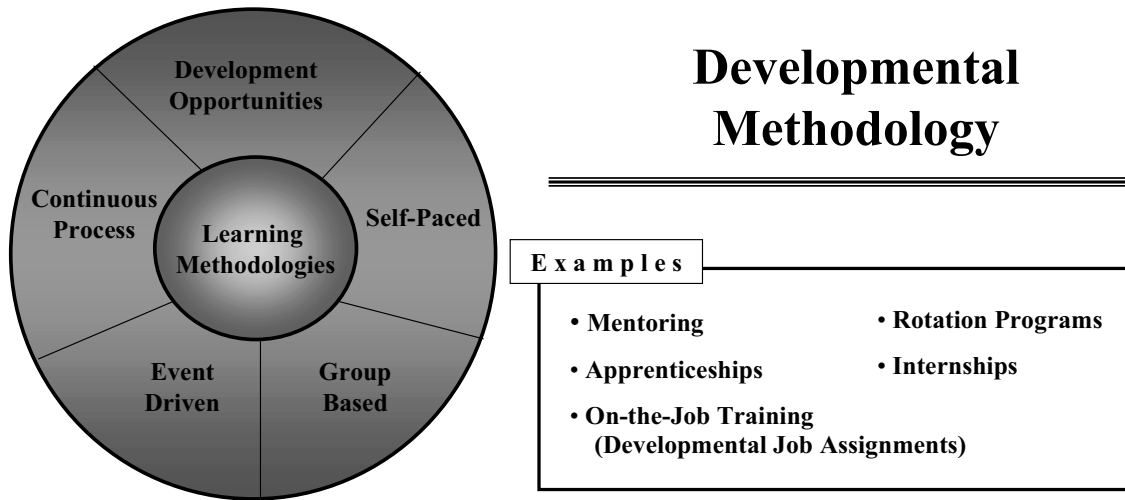 Development
Opportunities
Continuous
Process
Self-Paced
Learning
Methodologies
Event
Driven
Group
Based
Developmental
Methodology
Examples
• Mentoring
• Apprenticeships
• On-the-Job Training
(Developmental Job Assignments)
• Rotation Programs
• Internships